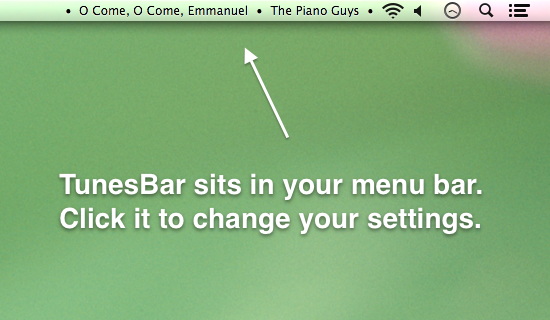 • O Come, O Come, Emmanuel • The Piano Guys •
TunesBar sits in your menu bar.
Click it to change your settings.